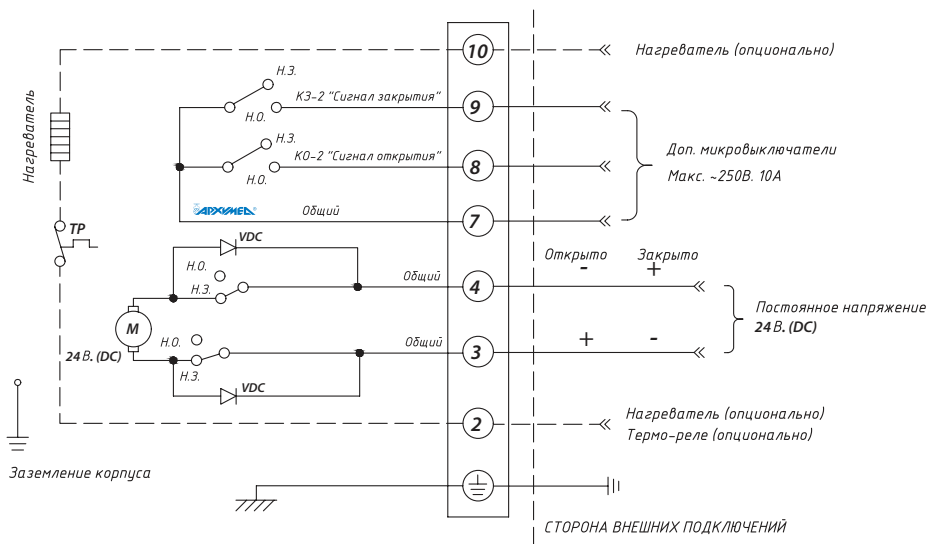 10
Нагреватель (опционально)
Н.З.
КЗ-2 "Сигнал закрытия"
9
Н.О.
Н.З.
КО-2 "Сигнал открытия"
8
Н.О.
Доп. микровыключатели
Макс. ~250В. 10А
Нагреватель
АРХИМЕД®
Общий
7
ТР
VDC
Н.О.
Н.З.
Общий
4
Открыто
Закрыто
-
+
Постоянное напряжение
24В. (DC)
М
24В. (DC)
Н.О.
Н.З.
Общий
3
+
-
VDC
2
Нагреватель (опционально)
Термо-реле (опционально)
Заземление корпуса
СТОРОНА ВНЕШНИХ ПОДКЛЮЧЕНИЙ